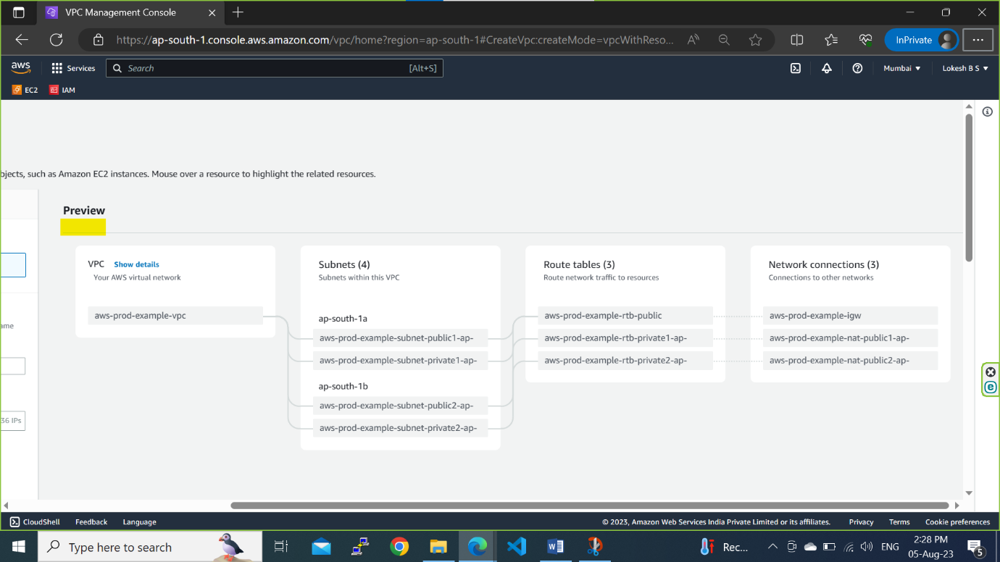 VPC Management Console
https://ap-south-1.console.aws.amazon.com/vpc/home?region=ap-south-1#CreateVpc:createMode=vpcWithReso...
InPrivate
aws
Services
Search
[Alt+S]
Mumbai
Lokesh B S
EC2
IAM
bjects, such as Amazon EC2 instances. Mouse over a resource to highlight the related resources.
Preview
ame
36 IPs
VPC Show details
Your AWS virtual network
aws-prod-example-vpc
Subnets (4)
Subnets within this VPC
ap-south-1a
aws-prod-example-subnet-public1-ap-
aws-prod-example-subnet-private1-ap-
ap-south-1b
aws-prod-example-subnet-public2-ap-
aws-prod-example-subnet-private2-ap-
Route tables (3)
Route network traffic to resources
aws-prod-example-rtb-public
aws-prod-example-rtb-private1-ap-
aws-prod-example-rtb-private2-ap-
Network connections (3)
Connections to other networks
aws-prod-example-igw
aws-prod-example-nat-public1-ap-
aws-prod-example-nat-public2-ap-
CloudShell
Feedback
Language
© 2023, Amazon Web Services India Private Limited or its affiliates.
Privacy
Terms
Cookie preferences
Type here to search
Rec...
ENG
2:28 PM
05-Aug-23
5